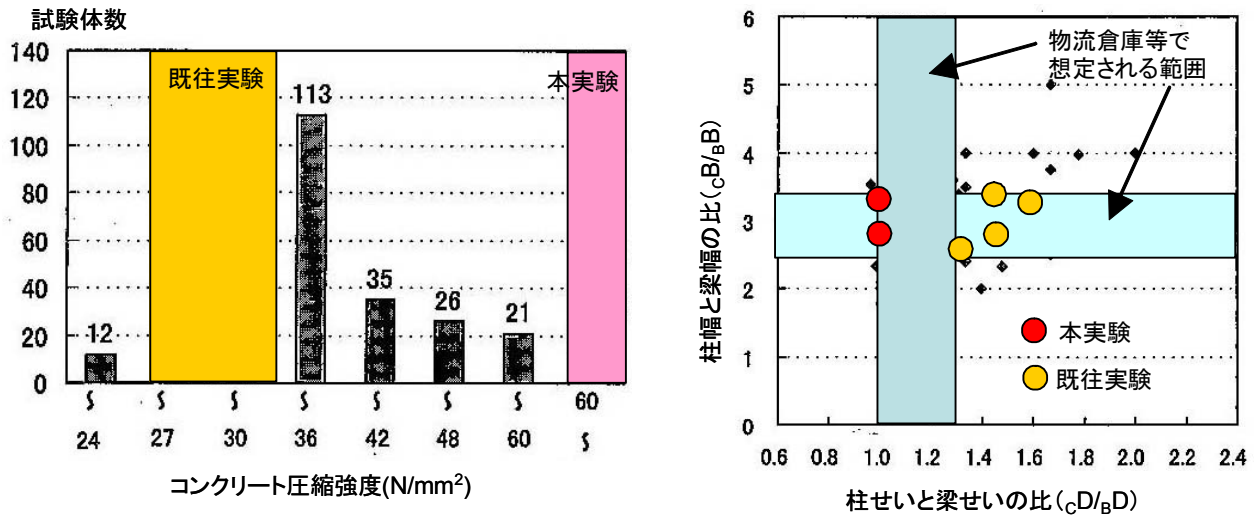 試験体数
140
120
100
80
60
40
20
0
既往実験
本実験
12
113
35
26
21
∫ ∫ ∫ ∫ ∫ ∫ ∫ 60
24 27 30 36 42 48 60 ∫
コンクリート圧縮強度(N/mm²)
柱幅と梁幅の比(CB/BB)
6
5
4
3
2
1
0
物流倉庫等で
想定される範囲
本実験
既往実験
0.6 0.8 1.0 1.2 1.4 1.6 1.8 2.0 2.2 2.4
柱せいと梁せいの比(CD/BD)